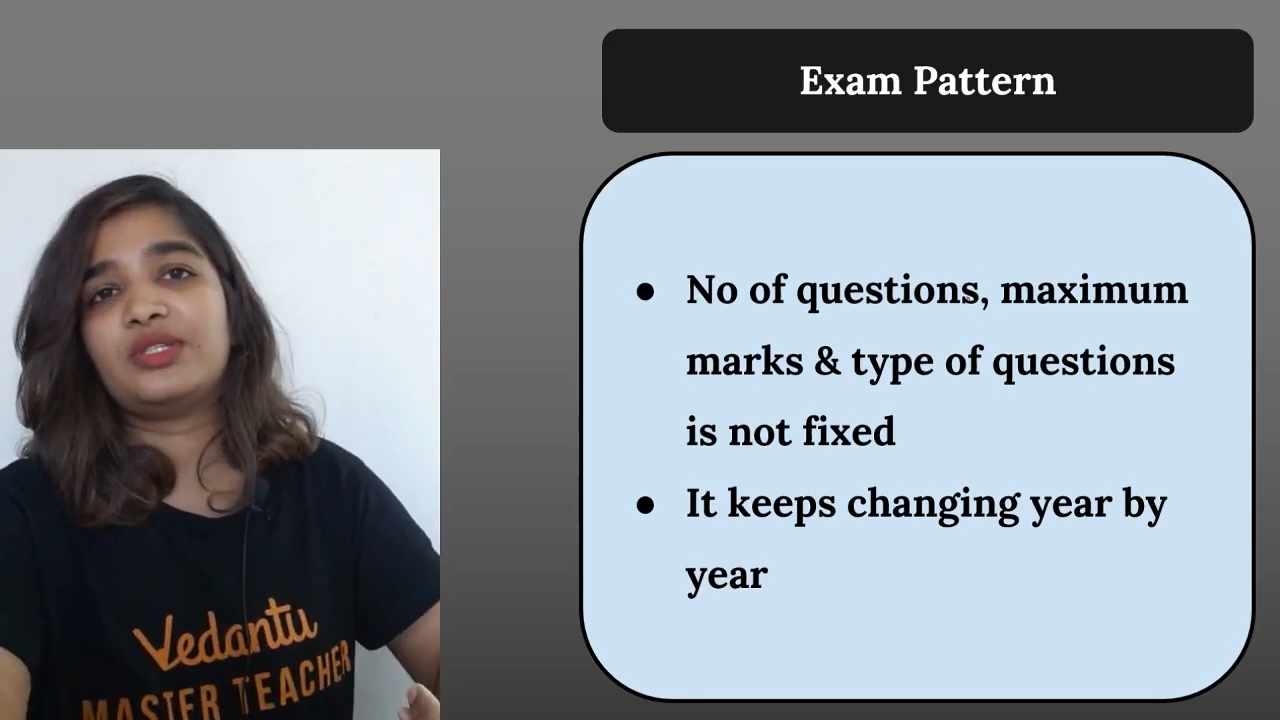 Exam Pattern
● No of questions, maximum
marks & type of questions
is not fixed
● It keeps changing year by
year
Vedantu
MASTER TEACHER